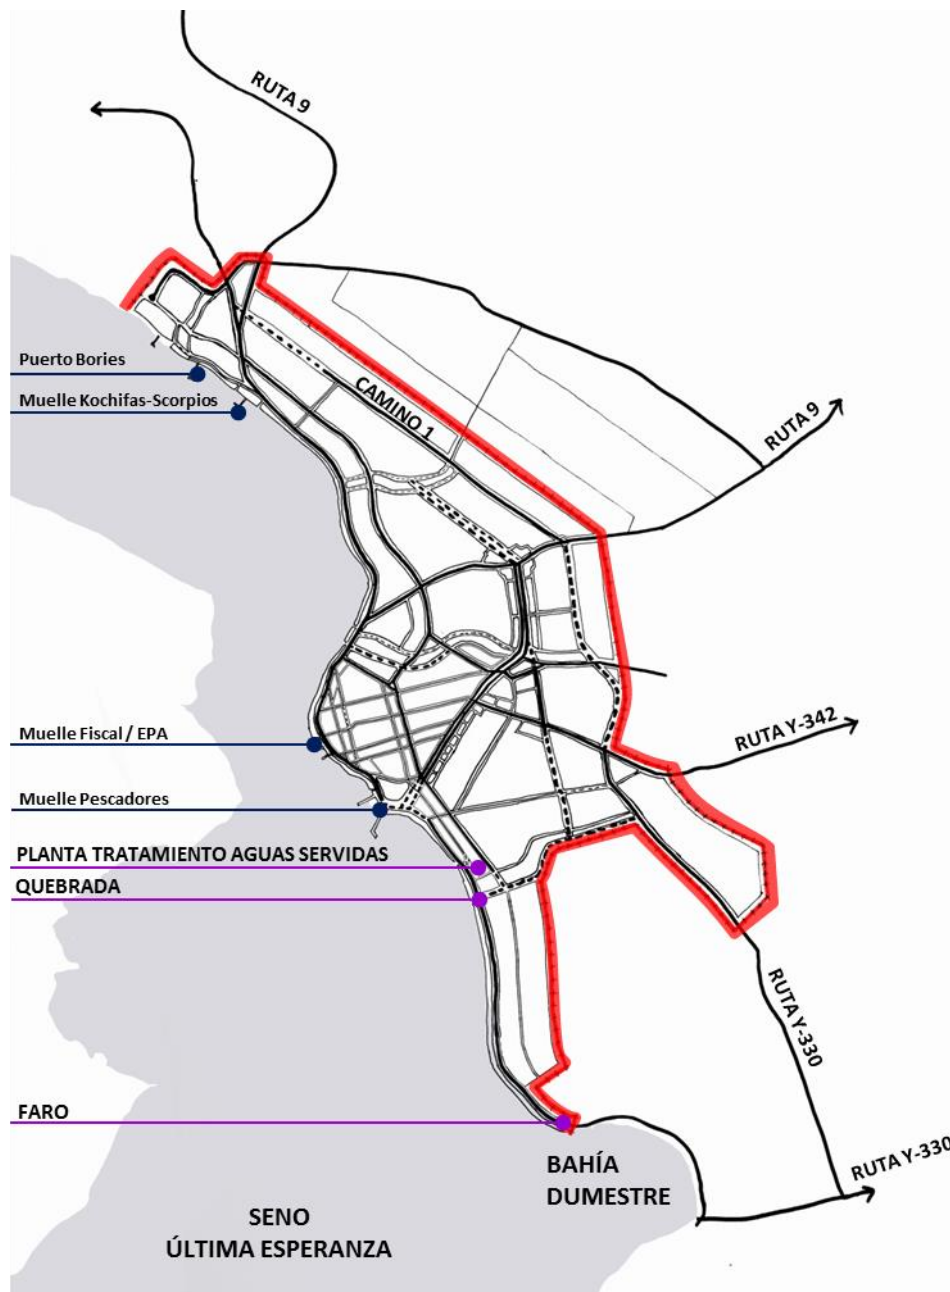 RUTA 9
Puerto Bories
Muelle Kochifas-Scorpios
CAMINO 1
RUTA 9
Muelle Fiscal / EPA
RUTA Y-342
Muelle Pescadores
PLANTA TRATAMIENTO AGUAS SERVIDAS
QUEBRADA
RUTA Y-330
FARO
BAHÍA
DUMESTRE
RUTA Y-330
SENO
ÚLTIMA ESPERANZA